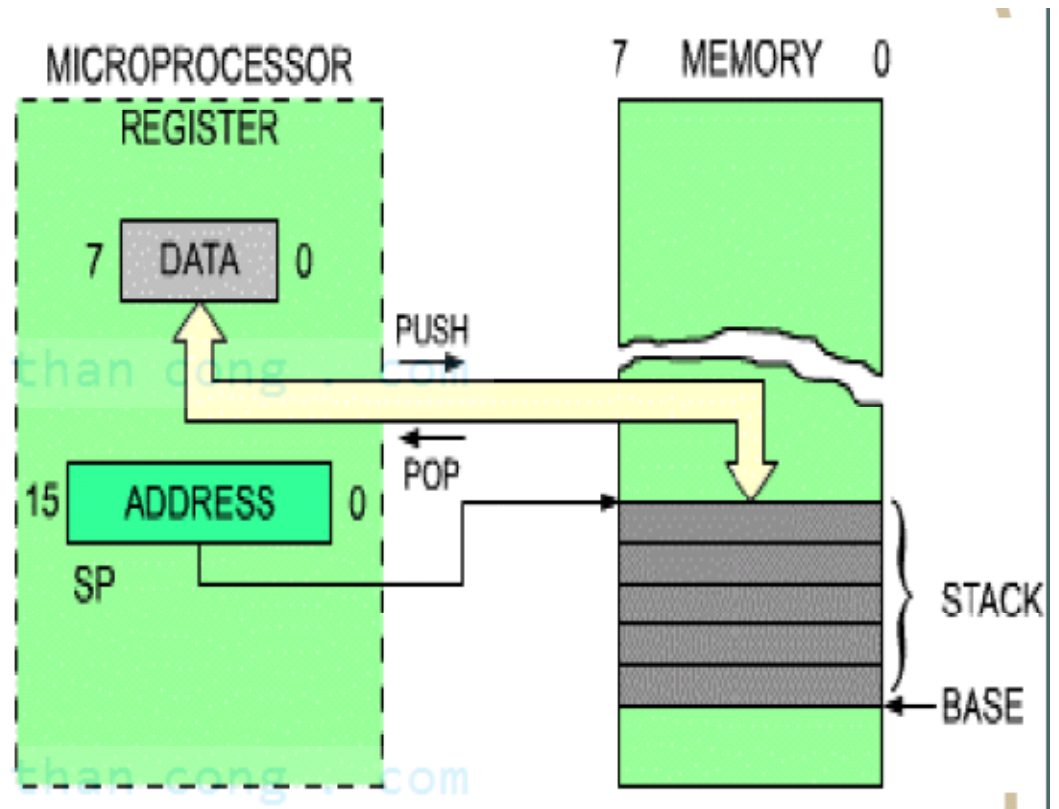 MICROPROCESSOR
REGISTER
7 DATA 0
15 ADDRESS 0
SP
PUSH
POP
7 MEMORY 0
STACK
BASE
than cong . com
than cong . com